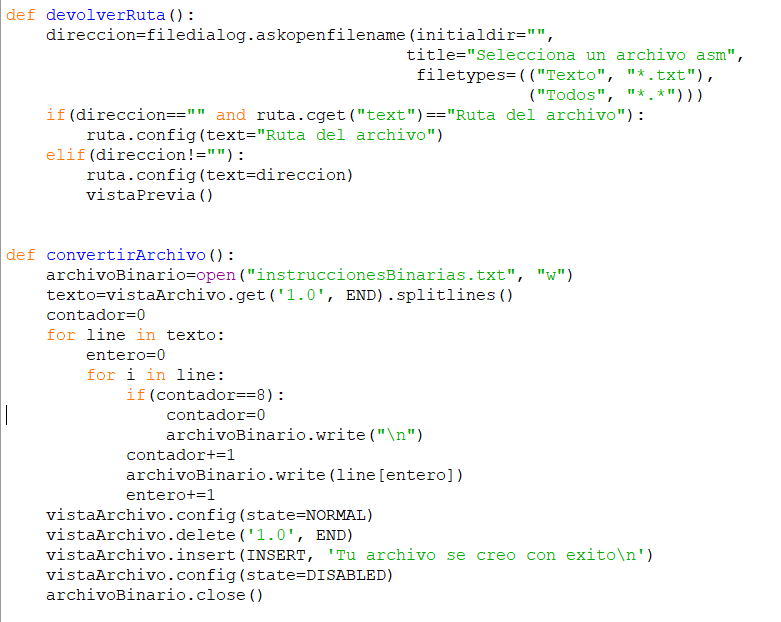 def devolverRuta():
    direccion=filedialog.askopenfilename(initialdir="",
                                        title="Selecciona un archivo asm",
                                         filetypes=(("Texto", "*.txt"),
                                                    ("Todos", "*.*")))
    if(direccion=="" and ruta.cget("text")=="Ruta del archivo"):
        ruta.config(text="Ruta del archivo")
    elif(direccion!=""):
        ruta.config(text=direccion)
        vistaPrevia()
def convertirArchivo():
    archivoBinario=open("instruccionesBinarias.txt", "w")
    texto=vistaArchivo.get('1.0', END).splitlines()
    contador=0
    for line in texto:
        entero=0
        for i in line:
            if(contador==8):
                contador=0
                archivoBinario.write("\n")
            contador+=1
            archivoBinario.write(line[entero])
            entero+=1
    vistaArchivo.config(state=NORMAL)
    vistaArchivo.delete('1.0', END)
    vistaArchivo.insert(INSERT, 'Tu archivo se creo con exito\n')
    vistaArchivo.config(state=DISABLED)
    archivoBinario.close()